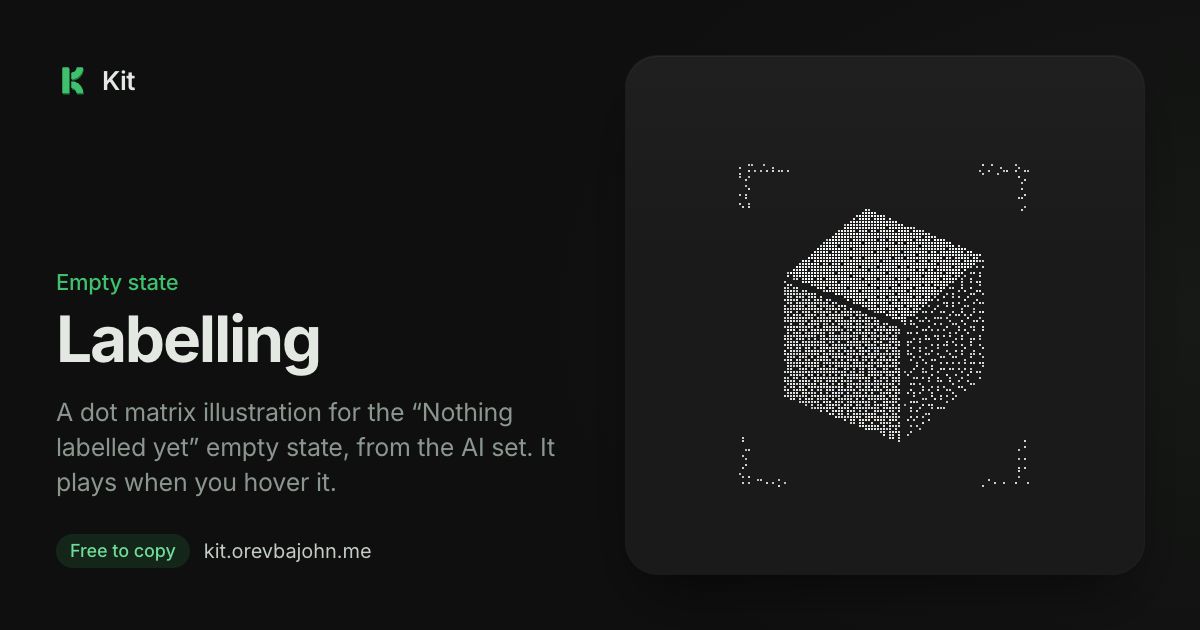 Kit
Empty state
Labelling
A dot matrix illustration for the “Nothing
labelled yet” empty state, from the AI set. It
plays when you hover it.
Free to copy
kit.orevbajohn.me